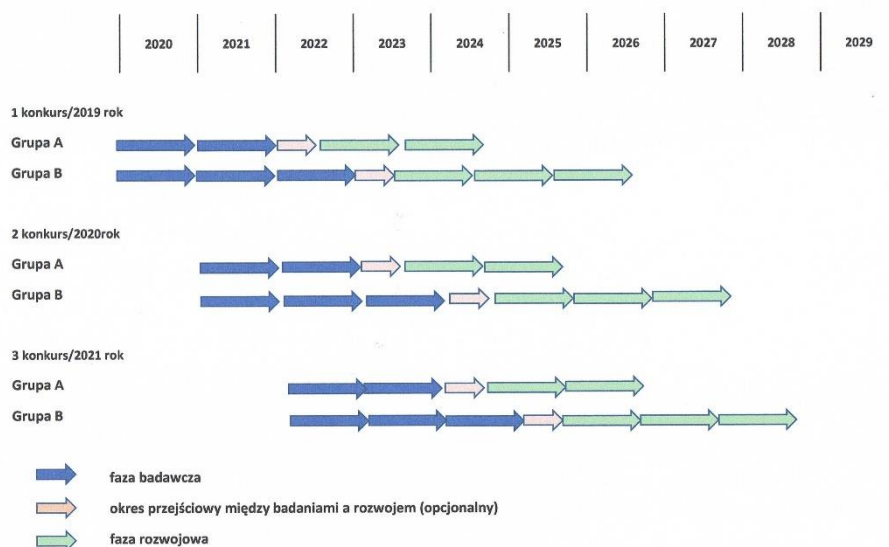 2020 2021 2022 2023 2024 2025 2026 2027 2028 2029
1 konkurs/2019 rok
Grupa A
Grupa B
2 konkurs/2020rok
Grupa A
Grupa B
3 konkurs/2021 rok
Grupa A
Grupa B
faza badawcza
okres przejściowy między badaniami a rozwojem (opcjonalny)
faza rozwojowa